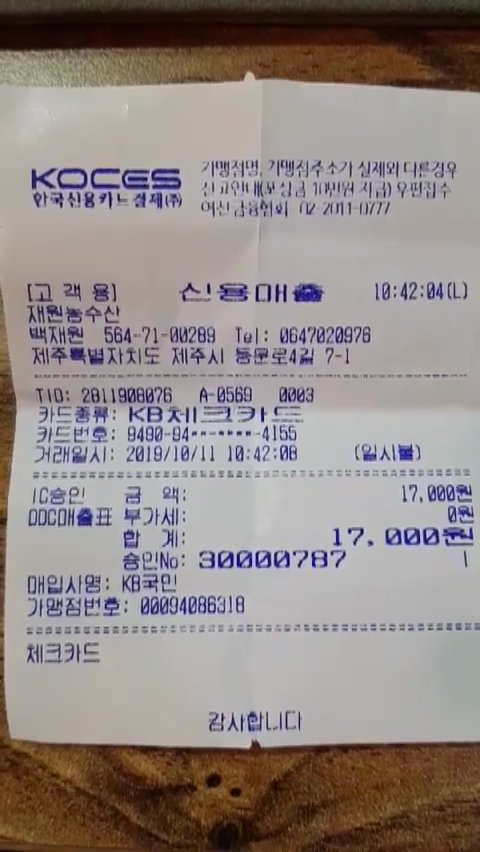 KOCES
한국신용카드결제(주)
가맹점명, 가맹점주소가 실제와 다른경우
신고안내(포상금 10만원 지급) 우편접수
여신금융협회 02-2011-0777
[고 객 용] 신용매출 10:42:04(L)
재원농수산
백재원 564-71-00289 Tel: 0647020976
제주특별자치도 제주시 동문로4길 7-1
TID: 2811908076 A-0569 0003
카드종류: KB체크카드
카드번호: 9490-94**-****-4155
거래일시: 2019/10/11 10:42:08 (일시불)
IC승인 금 액: 17,000원
DDC매출표 부가세: 0원
합 계: 17,000원
승인No: 30000787
매입사명: KB국민
가맹점번호: 00094086318
체크카드
감사합니다